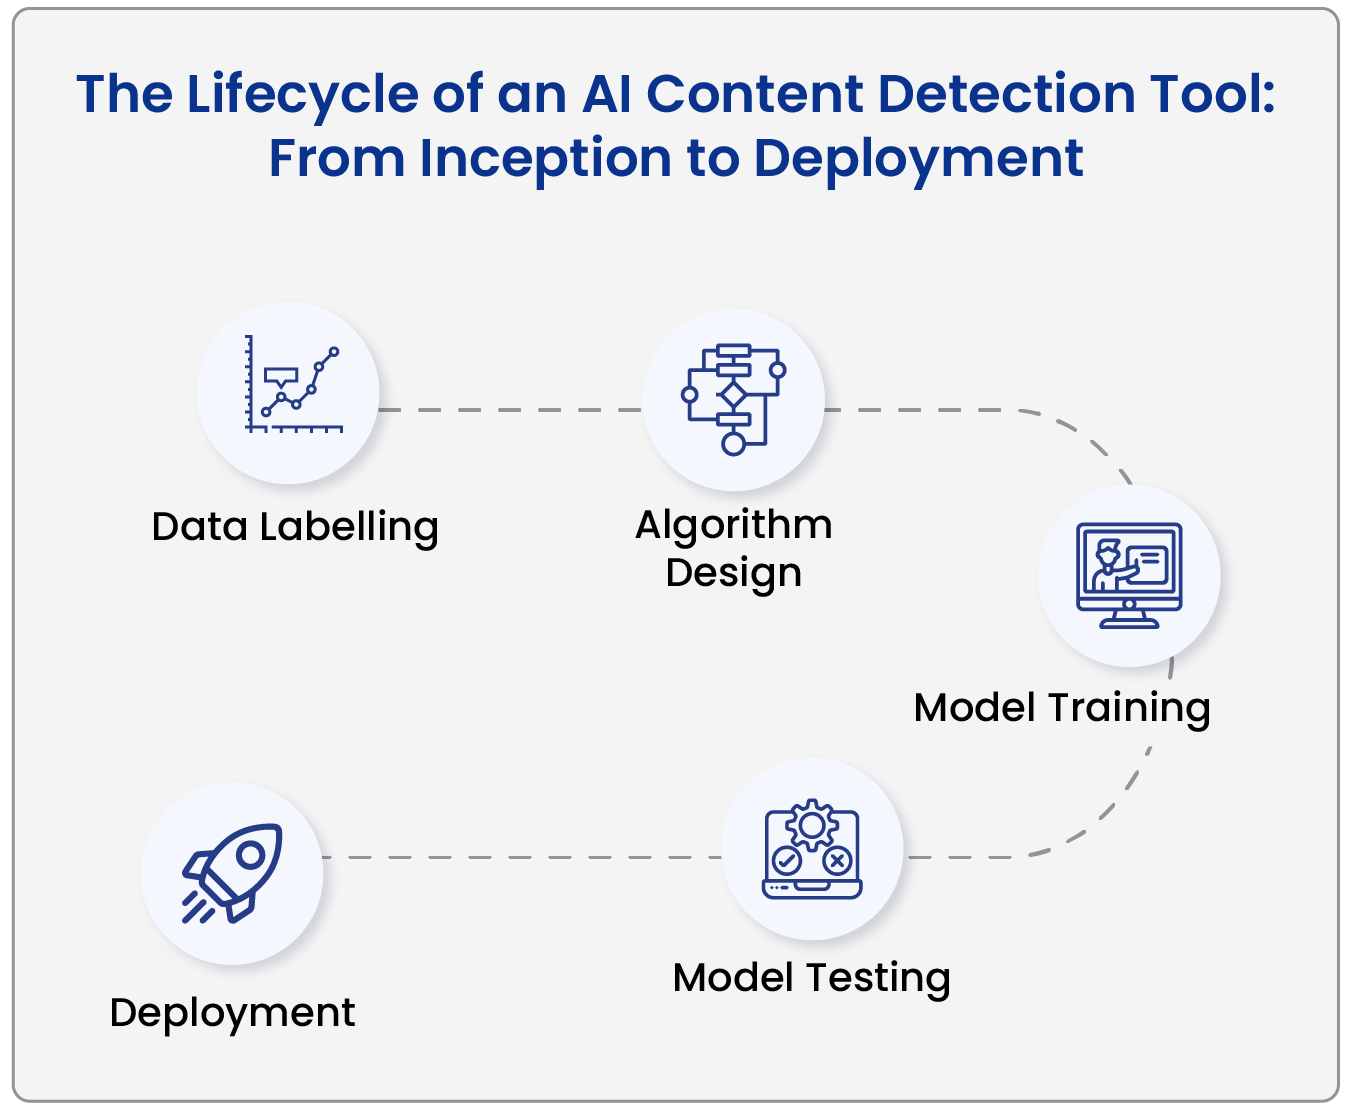 The Lifecycle of an AI Content Detection Tool:
From Inception to Deployment
Data Labelling
Algorithm
Design
Model Training
Model Testing
Deployment